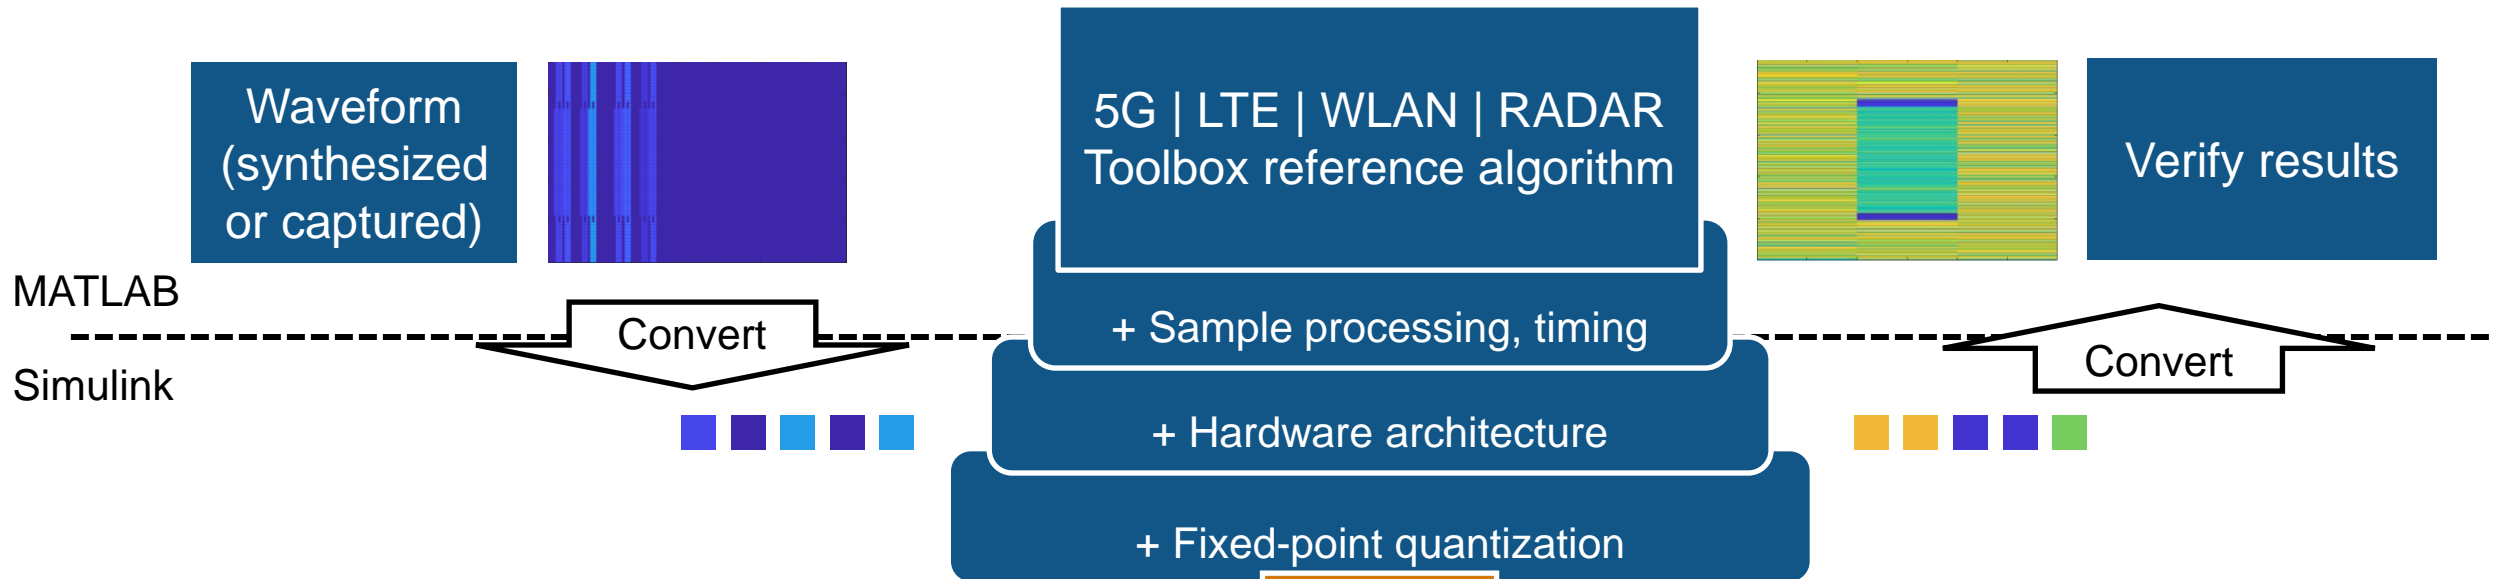 Waveform
(synthesized
or captured)
5G | LTE | WLAN | RADAR
Toolbox reference algorithm
Verify results
MATLAB
Convert
+ Sample processing, timing
Convert
Simulink
+ Hardware architecture
+ Fixed-point quantization